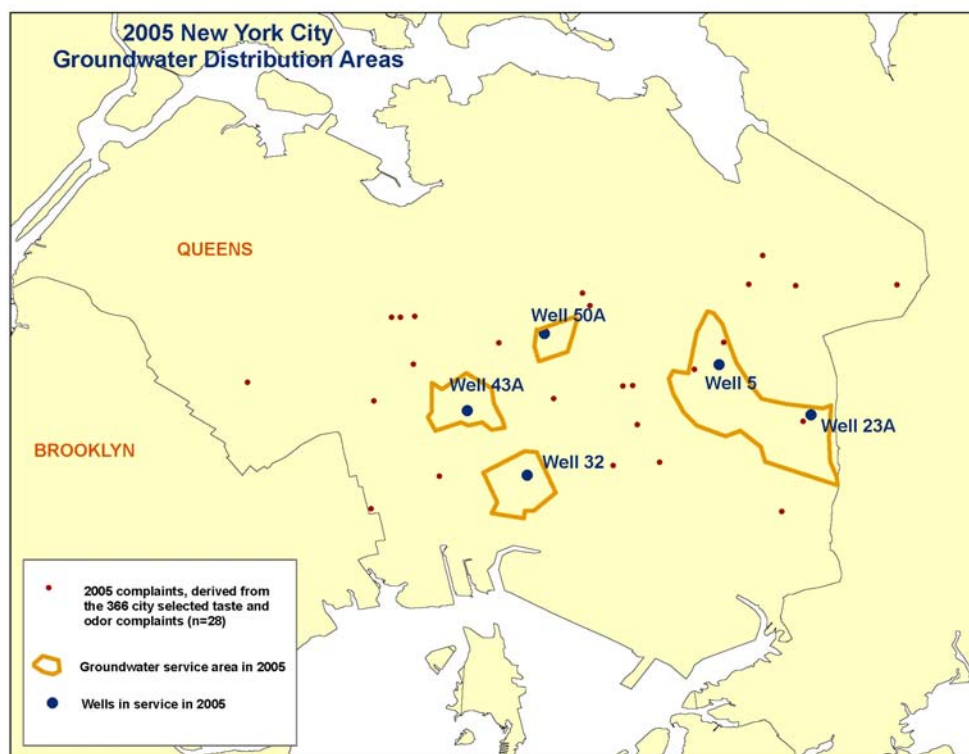 2005 New York City
Groundwater Distribution Areas
QUEENS
Well 50A
Well 43A
Well 5
Well 23A
BROOKLYN
Well 32
2005 complaints, derived from
the 366 city selected taste and
odor complaints (n=28)
Groundwater service area in 2005
Wells in service in 2005